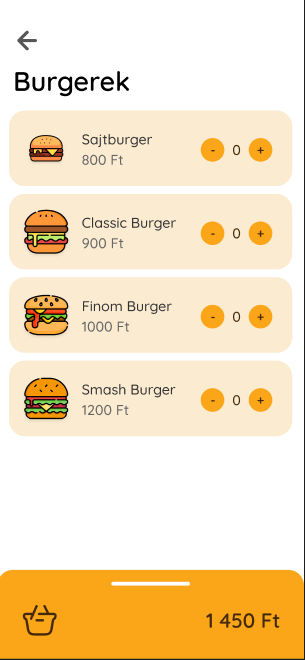 Burgerek
Sajtburger
800 Ft
- 0 +
Classic Burger
900 Ft
- 0 +
Finom Burger
1000 Ft
- 0 +
Smash Burger
1200 Ft
- 0 +
1 450 Ft